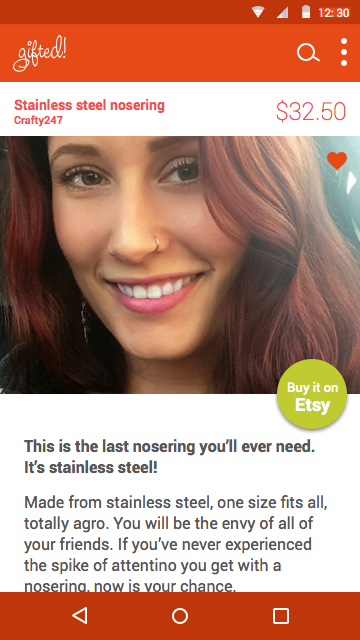 12:30
gifted!
Stainless steel nosering
$32.50
Crafty247
Buy it on
Etsy
This is the last nosering you'll ever need.
It's stainless steel!
Made from stainless steel, one size fits all,
totally agro. You will be the envy of all of
your friends. If you've never experienced
the spike of attentino you get with a
nosering, now is your chance.